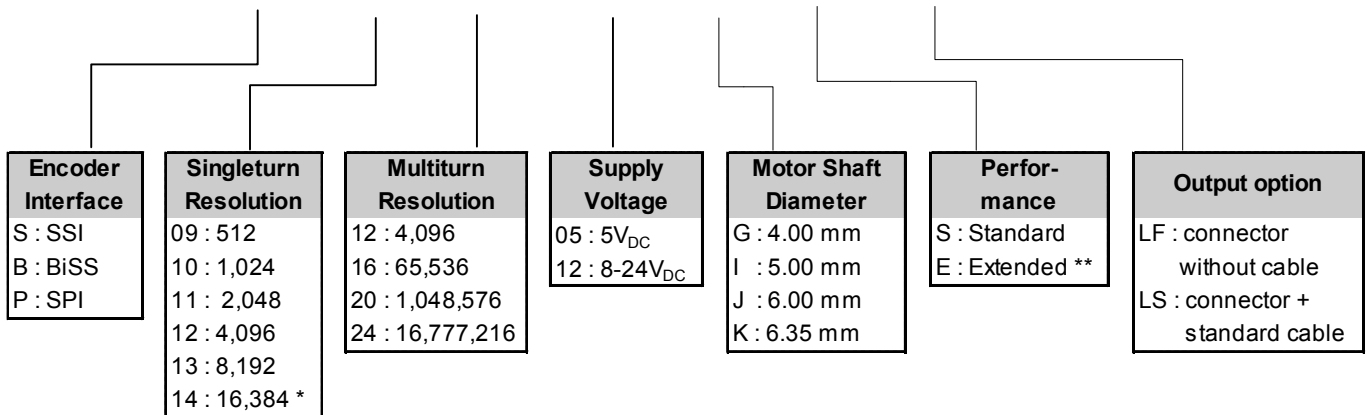 Encoder
Interface
S : SSI
B : BiSS
P : SPI
Singleturn
Resolution
09 : 512
10 : 1,024
11 : 2,048
12 : 4,096
13 : 8,192
14 : 16,384 *
Multiturn
Resolution
12 : 4,096
16 : 65,536
20 : 1,048,576
24 : 16,777,216
Supply
Voltage
05 : 5VDC
12 : 8-24VDC
Motor Shaft
Diameter
G : 4.00 mm
I : 5.00 mm
J : 6.00 mm
K : 6.35 mm
Perfor-
mance
S : Standard
E : Extended **
Output option
LF : connector
without cable
LS : connector +
standard cable